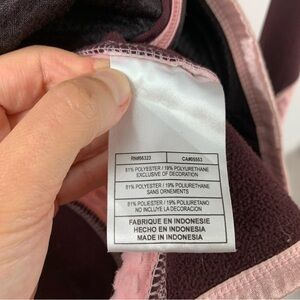 RN#56323 CA#05553
81% POLYESTER / 19% POLYURETHANE
EXCLUSIVE OF DECORATION
81% POLYESTER / 19% POLYURETHANE
SANS ORNEMENTS
81% POLIÉSTER / 19% POLIURETANO
NO INCLUYE LA DECORACION
FABRIQUE EN INDONESIE
HECHO EN INDONESIA
MADE IN INDONESIA